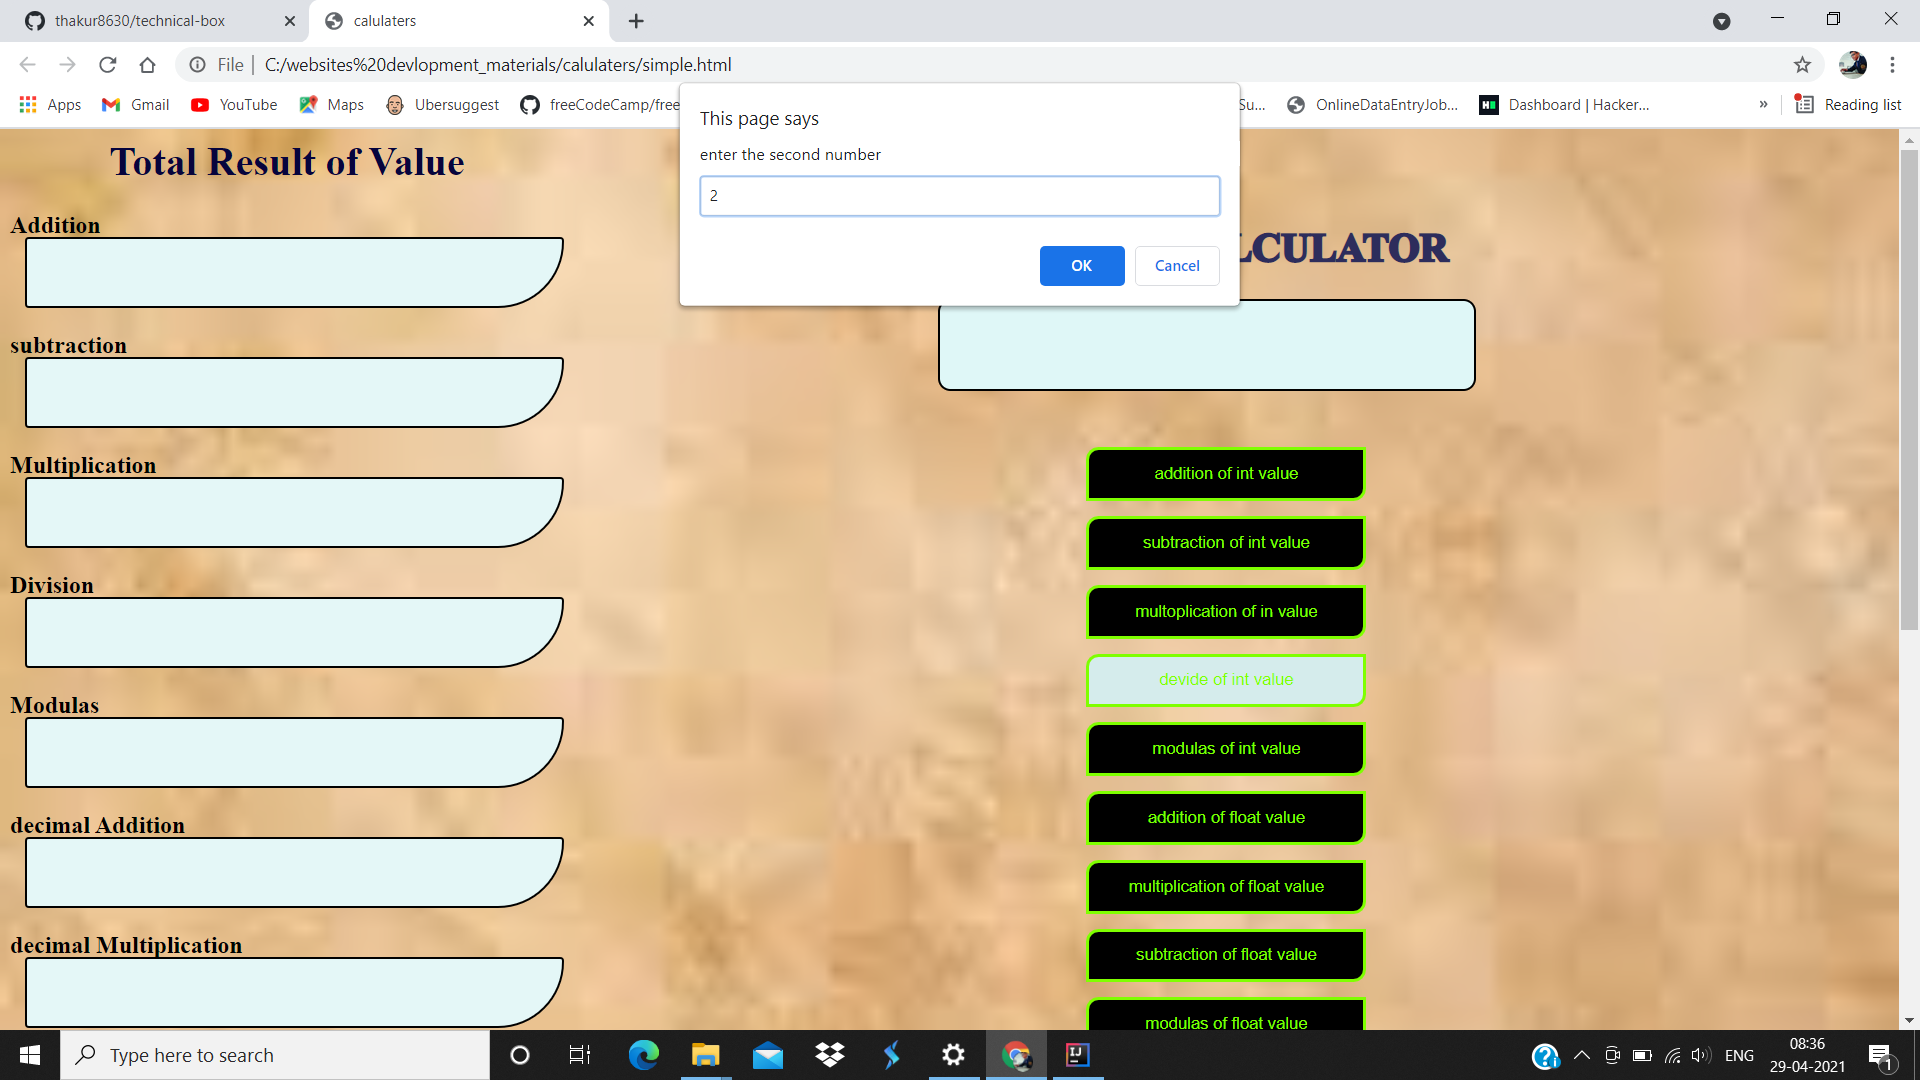 thakur8630/technical-box
calulaters
File
C:/websites%20devlopment_materials/calulaters/simple.html
Apps
Gmail
YouTube
Maps
Ubersuggest
freeCodeCamp/free
Su...
OnlineDataEntryJob...
Dashboard | Hacker...
»
Reading list
This page says
enter the second number
2
OK
Cancel
Total Result of Value
Addition
subtraction
Multiplication
Division
Modulas
decimal Addition
decimal Multiplication
LCULATOR
addition of int value
subtraction of int value
multoplication of in value
devide of int value
modulas of int value
addition of float value
multiplication of float value
subtraction of float value
modulas of float value
Type here to search
ENG
08:36
29-04-2021
1